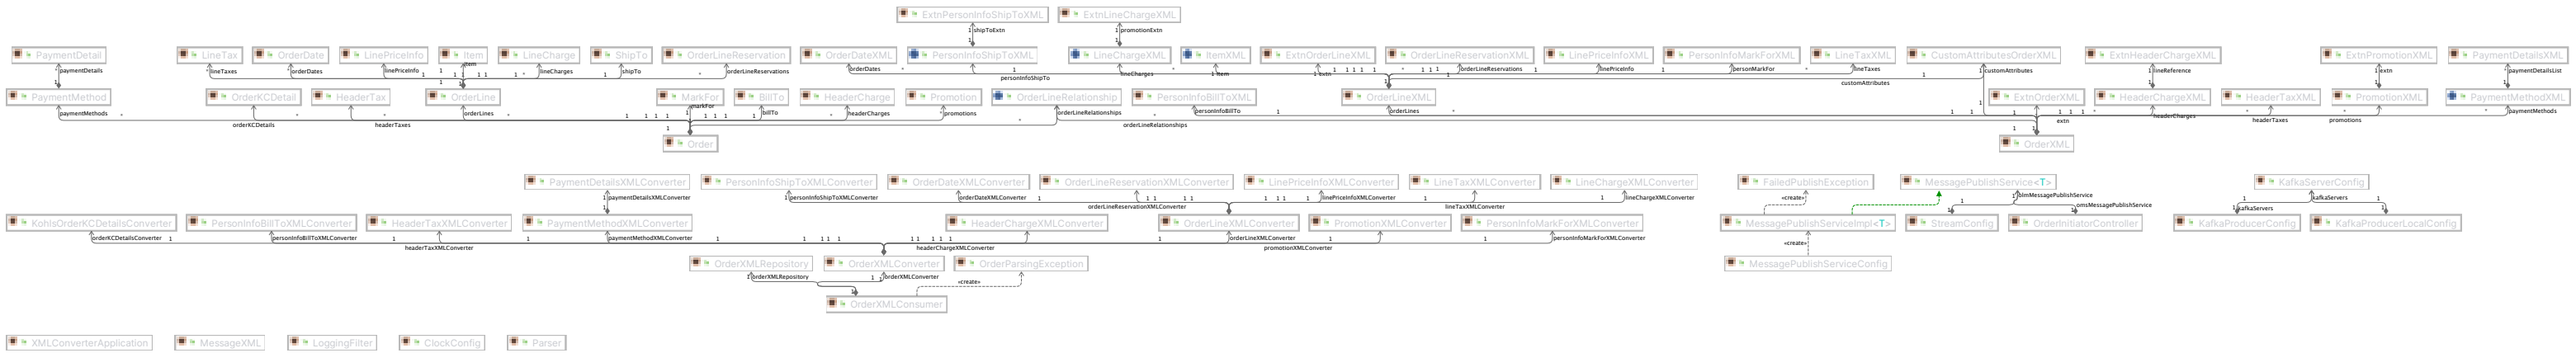 ExtnPersonInfoShipToXML
ExtnLineChargeXML
shipToExtn
promotionExtn
PaymentDetail
LineTax
OrderDate
LinePriceInfo
Item
LineCharge
ShipTo
OrderLineReservation
OrderDateXML
PersonInfoShipToXML
LineChargeXML
ItemXML
ExtnOrderLineXML
OrderLineReservationXML
LinePriceInfoXML
PersonInfoMarkForXML
LineTaxXML
CustomAttributesOrderXML
ExtnHeaderChargeXML
ExtnPromotionXML
PaymentDetailsXML
paymentDetails
lineTaxes
orderDates
linePriceInfo
item
lineCharges
shipTo
orderLineReservations
orderDates
personInfoShipTo
lineCharges
item
extn
orderLineReservations
linePriceInfo
personMarkFor
lineTaxes
customAttributes
customAttributes
lineReference
extn
paymentDetailsList
PaymentMethod
OrderKCDetail
HeaderTax
OrderLine
MarkFor
BillTo
HeaderCharge
Promotion
OrderLineRelationship
PersonInfoBillToXML
OrderLineXML
ExtnOrderXML
HeaderChargeXML
HeaderTaxXML
PromotionXML
PaymentMethodXML
paymentMethods
orderKCDetails
headerTaxes
orderLines
markFor
billTo
headerCharges
promotions
orderLineRelationships
orderLineRelationships
personInfoBillTo
orderLines
extn
headerCharges
headerTaxes
promotions
paymentMethods
Order
OrderXML
PaymentDetailsXMLConverter
PersonInfoShipToXMLConverter
OrderDateXMLConverter
OrderLineReservationXMLConverter
LinePriceInfoXMLConverter
LineTaxXMLConverter
LineChargeXMLConverter
FailedPublishException
MessagePublishService<T>
KafkaServerConfig
paymentDetailsXMLConverter
personInfoShipToXMLConverter
orderDateXMLConverter
orderLineReservationXMLConverter
linePriceInfoXMLConverter
lineTaxXMLConverter
lineChargeXMLConverter
«create»
blmMessagePublishService
omsMessagePublishService
kafkaServers
kafkaServers
KohlsOrderKCDetailsConverter
PersonInfoBillToXMLConverter
HeaderTaxXMLConverter
PaymentMethodXMLConverter
HeaderChargeXMLConverter
OrderLineXMLConverter
PromotionXMLConverter
PersonInfoMarkForXMLConverter
MessagePublishServiceImpl<T>
StreamConfig
OrderInitiatorController
KafkaProducerConfig
KafkaProducerLocalConfig
orderKCDetailsConverter
personInfoBillToXMLConverter
headerTaxXMLConverter
paymentMethodXMLConverter
headerChargeXMLConverter
orderLineXMLConverter
promotionXMLConverter
personInfoMarkForXMLConverter
«create»
OrderXMLRepository
OrderXMLConverter
OrderParsingException
MessagePublishServiceConfig
orderXMLRepository
orderXMLConverter
«create»
OrderXMLConsumer
XMLConverterApplication
MessageXML
LoggingFilter
ClockConfig
Parser